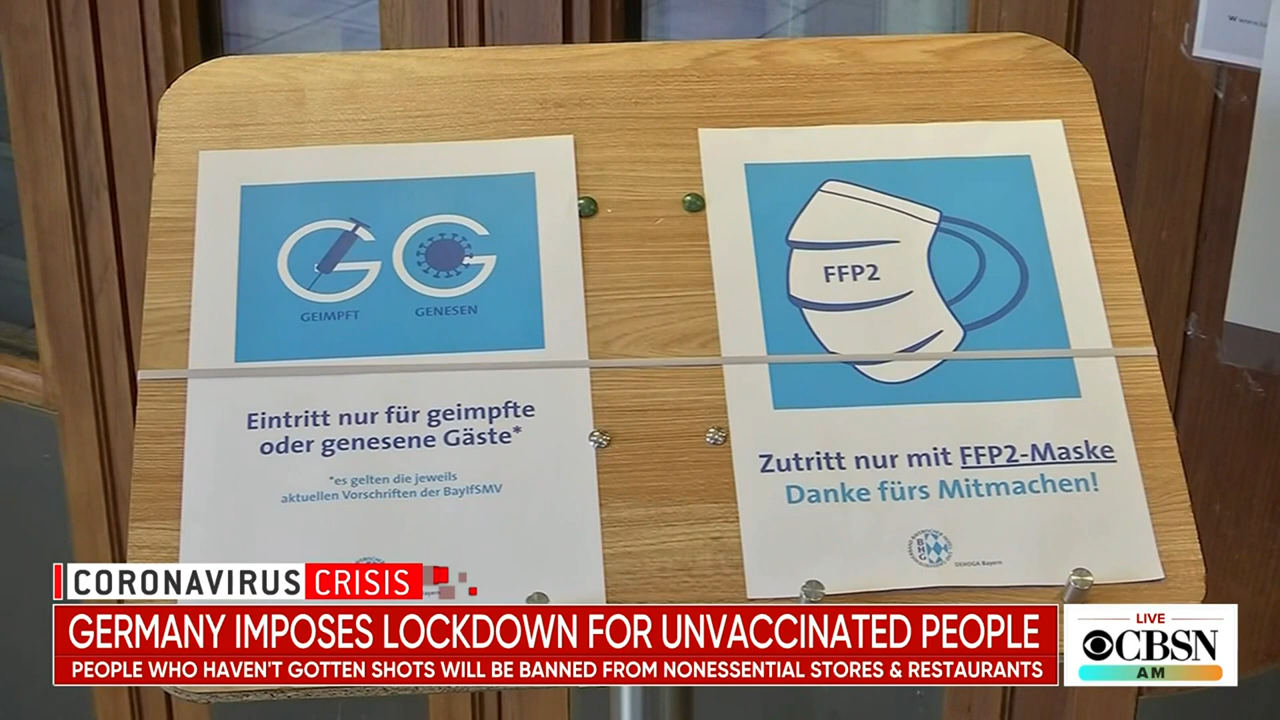 GG
GEIMPFT
GENESEN
Eintritt nur für geimpfte
oder genesene Gäste*
*es gelten die jeweils
aktuellen Vorschriften der BayIfSMV
FFP2
Zutritt nur mit FFP2-Maske
Danke fürs Mitmachen!
BHG
DEHOGA Bayern
CORONAVIRUS CRISIS
GERMANY IMPOSES LOCKDOWN FOR UNVACCINATED PEOPLE
PEOPLE WHO HAVEN'T GOTTEN SHOTS WILL BE BANNED FROM NONESSENTIAL STORES & RESTAURANTS
LIVE
CBSN
AM